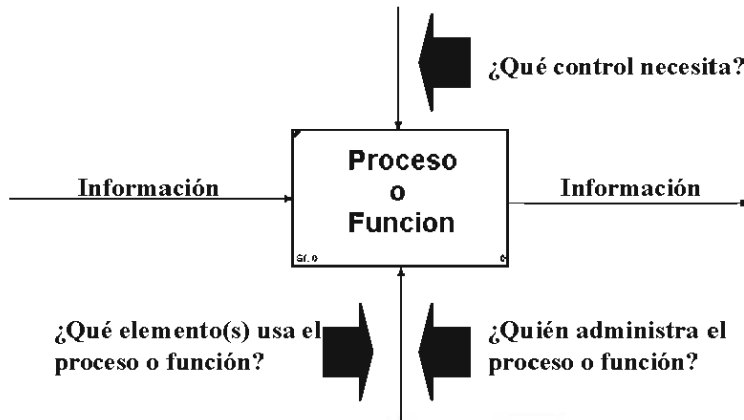 ¿Qué control necesita?
Proceso
o
Funcion
Información
Información
¿Qué elemento(s) usa el
proceso o función?
¿Quién administra el
proceso o función?